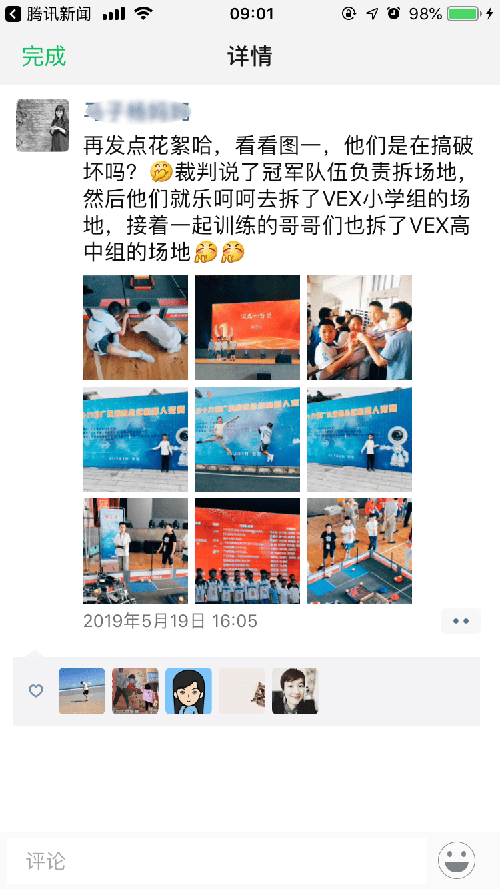 腾讯新闻
09:01
98%
完成
详情
再发点花絮哈，看看图一，他们是在搞破
坏吗？裁判说了冠军队伍负责拆场地，
然后他们就乐呵呵去拆了VEX小学组的场
地，接着一起训练的哥哥们也拆了VEX高
中组的场地
2019年5月19日 16:05
评论